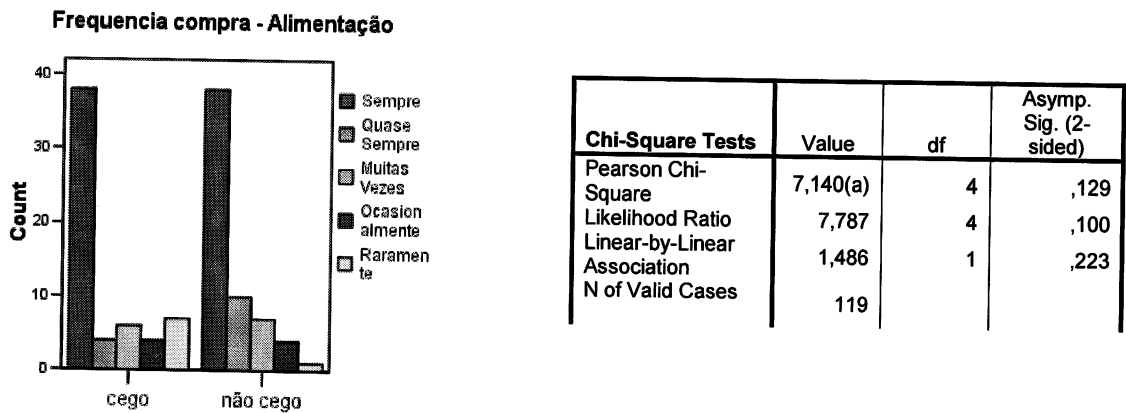 Frequencia compra - Alimentação
40
30
20
10
0
Count
cego
não cego
Sempre
Quase
Sempre
Muitas
Vezes
Ocasion
almente
Raramen
te
Chi-Square Tests Value df Asymp.
Sig. (2-
sided)
Pearson Chi-
Square 7,140(a) 4 ,129
Likelihood Ratio 7,787 4 ,100
Linear-by-Linear
Association 1,486 1 ,223
N of Valid Cases 119